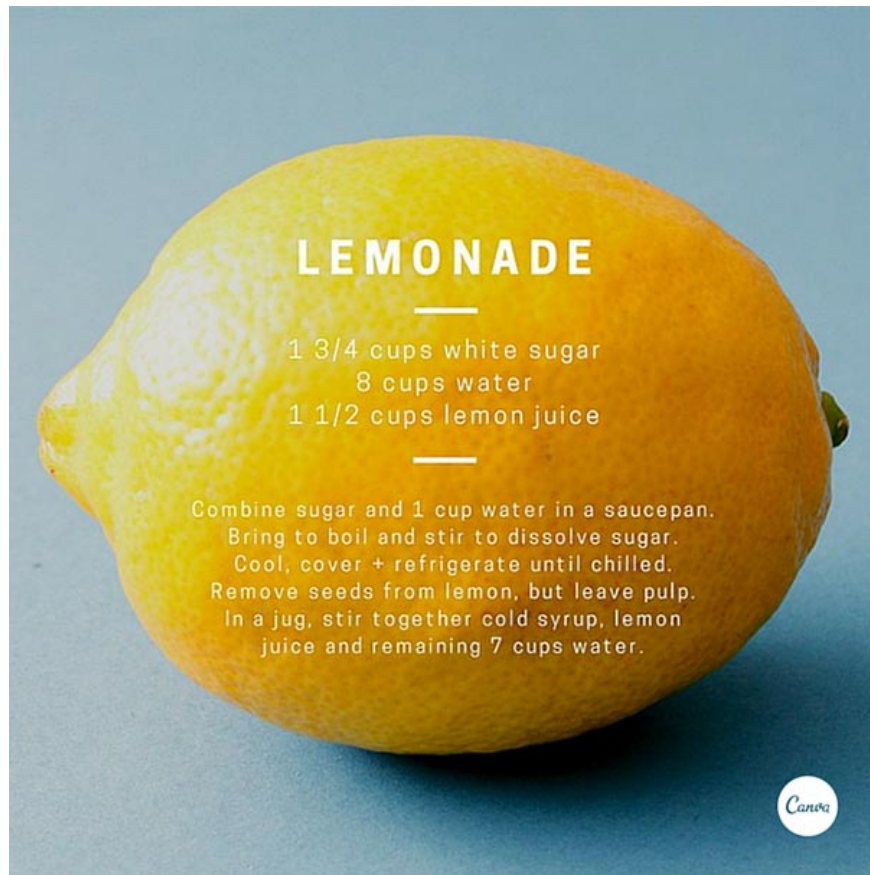 LEMONADE
1 3/4 cups white sugar
8 cups water
1 1/2 cups lemon juice
Combine sugar and 1 cup water in a saucepan.
Bring to boil and stir to dissolve sugar.
Cool, cover + refrigerate until chilled.
Remove seeds from lemon, but leave pulp.
In a jug, stir together cold syrup, lemon
juice and remaining 7 cups water.
Canva